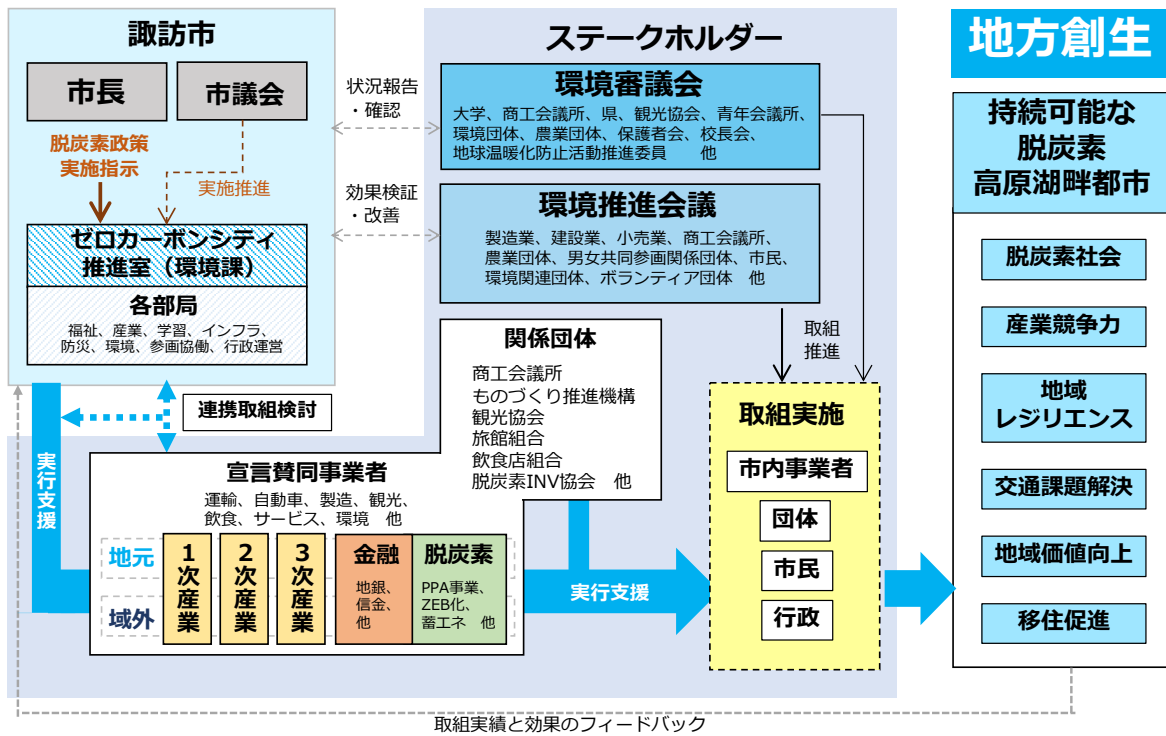 諏訪市
市長
市議会
脱炭素政策
実施指示
実施推進
ゼロカーボンシティ
推進室（環境課）
各部局
福祉、産業、学習、インフラ、
防災、環境、参画協働、行政運営
状況報告
・確認
効果検証
・改善
ステークホルダー
環境審議会
大学、商工会議所、県、観光協会、青年会議所、
環境団体、農業団体、保護者会、校長会、
地球温暖化防止活動推進委員　他
環境推進会議
製造業、建設業、小売業、商工会議所、
農業団体、男女共同参画関係団体、市民、
環境関連団体、ボランティア団体　他
取組
推進
関係団体
商工会議所
ものづくり推進機構
観光協会
旅館組合
飲食店組合
脱炭素INV協会　他
連携取組検討
実行支援
宣言賛同事業者
運輸、自動車、製造、観光、
飲食、サービス、環境　他
地元
域外
1次産業
2次産業
3次産業
金融
地銀、
信金、
他
脱炭素
PPA事業、
ZEB化、
蓄エネ　他
実行支援
取組実施
市内事業者
団体
市民
行政
地方創生
持続可能な
脱炭素
高原湖畔都市
脱炭素社会
産業競争力
地域
レジリエンス
交通課題解決
地域価値向上
移住促進
取組実績と効果のフィードバック